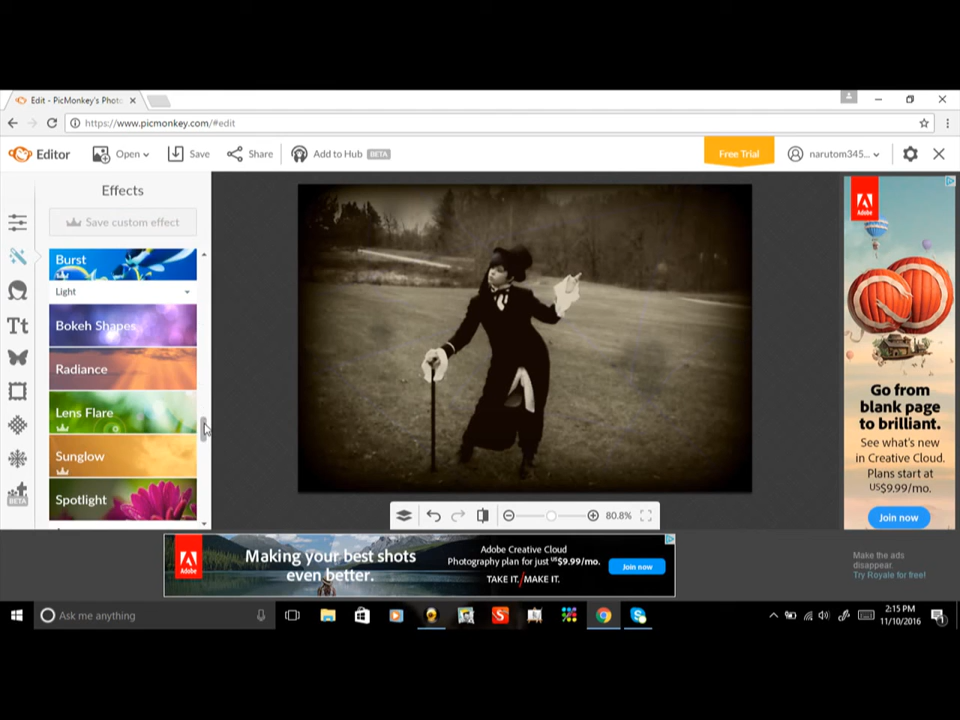 Edit - PicMonkey's Photo
https://www.picmonkey.com/#edit
Editor
Open
Save
Share
Add to Hub
BETA
Free Trial
narutom345...
Effects
Save custom effect
Burst
Light
Bokeh Shapes
Radiance
Lens Flare
Sunglow
Spotlight
Tt
BETA
80.8%
Adobe
Go from
blank page
to brilliant.
See what's new
in Creative Cloud.
Plans start at
US$9.99/mo.
Join now
Adobe
Making your best shots
even better.
Adobe Creative Cloud
Photography plan for just US$9.99/mo.
TAKE IT./MAKE IT.
Join now
Make the ads
disappear.
Try Royale for free!
Ask me anything
2:15 PM
11/10/2016
1